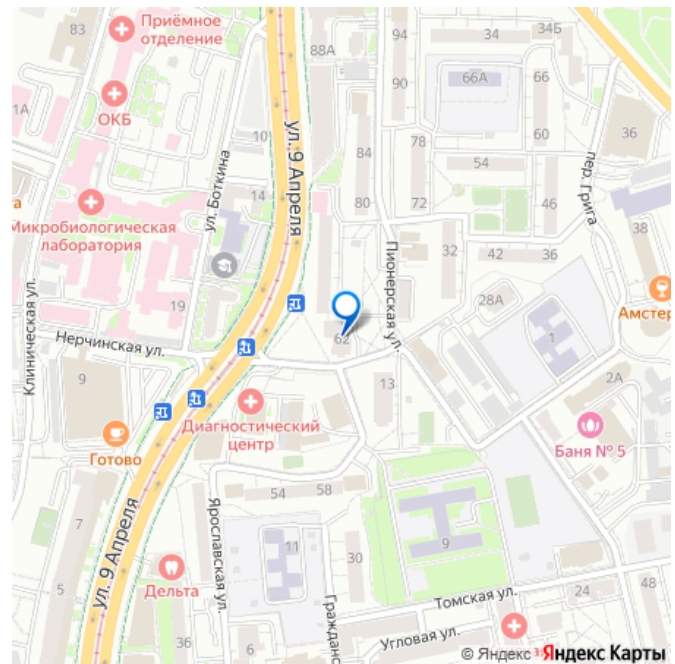 83
Приёмное
отделение
88А
94
34
34Б
66А
66
90
1А
ОКБ
ул. 9 Апреля
10
60
36
78
84
54
ул. Боткина
пер. Грига
14
80
72
46
Микробиологическая
лаборатория
Пионерская ул.
32
42
36
38
28А
Амстер
19
Клиническая ул.
Нерчинская ул.
62
1
9
13
2А
Диагностический
центр
Готово
Баня № 5
54
58
7
ул. 9 Апреля
Ярославская ул.
11
9
30
5
Дельта
Томская ул.
24
48
Гражданс
36
6
Угловая ул.
© Яндекс
Яндекс Карты